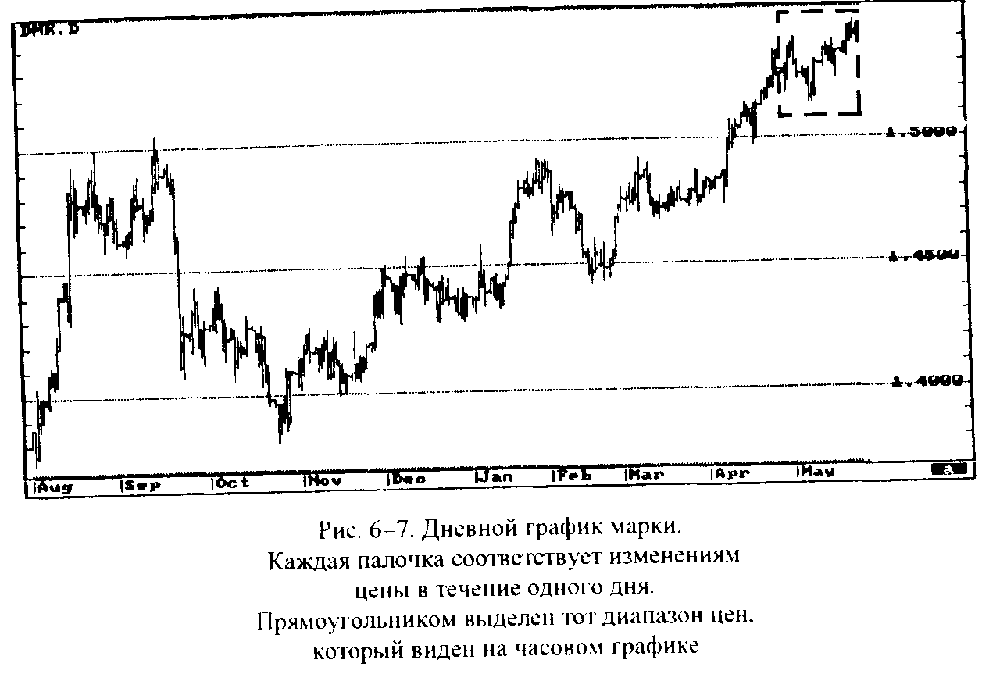 DMK.D
1.5000
1.4500
1.4000
|Aug |Sep |Oct |Nov |Dec |Jan |Feb |Mar |Apr |May
Рис. 6–7. Дневной график марки.
Каждая палочка соответствует изменениям
цены в течение одного дня.
Прямоугольником выделен тот диапазон цен,
который виден на часовом графике